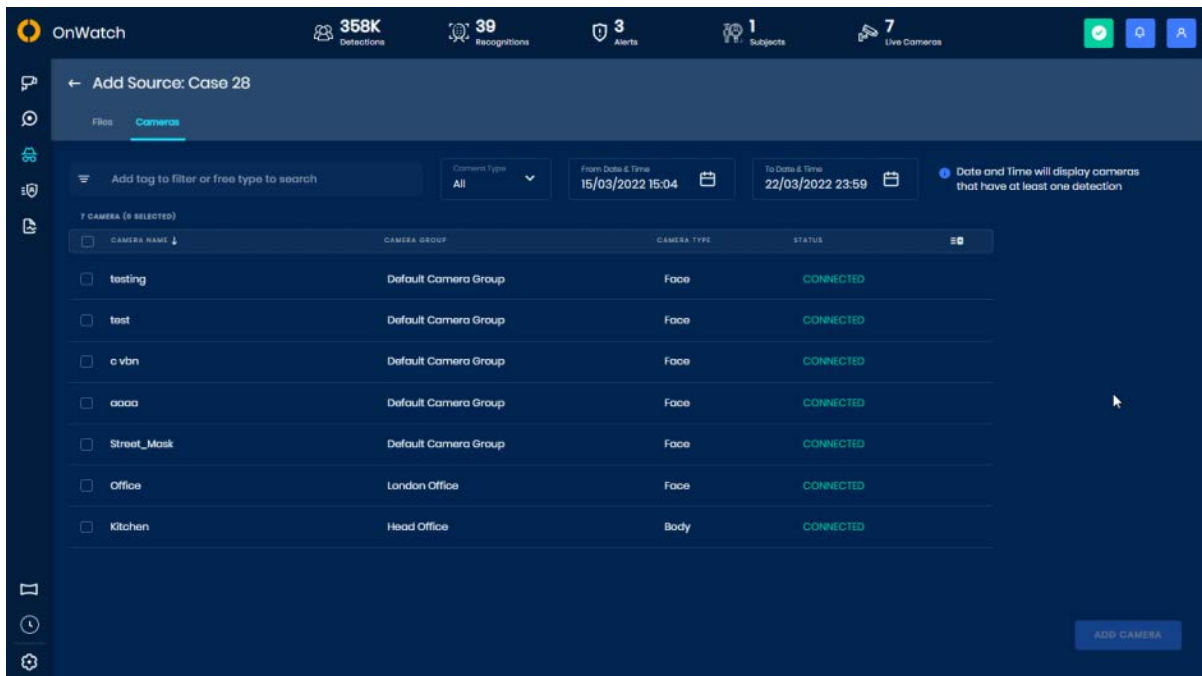 OnWatch
358K Detections
39 Recognitions
3 Alerts
1 Subjects
7 Live Cameras
← Add Source: Case 28
Files Cameras
Add tag to filter or free type to search
Camera Type
All
From Date & Time
15/03/2022 15:04
To Date & Time
22/03/2022 23:59
Date and Time will display cameras
that have at least one detection
7 CAMERA (0 SELECTED)
CAMERA NAME ↓ CAMERA GROUP CAMERA TYPE STATUS
testing Default Camera Group Face CONNECTED
test Default Camera Group Face CONNECTED
c vbn Default Camera Group Face CONNECTED
aaaa Default Camera Group Face CONNECTED
Street_Mask Default Camera Group Face CONNECTED
Office London Office Face CONNECTED
Kitchen Head Office Body CONNECTED
ADD CAMERA